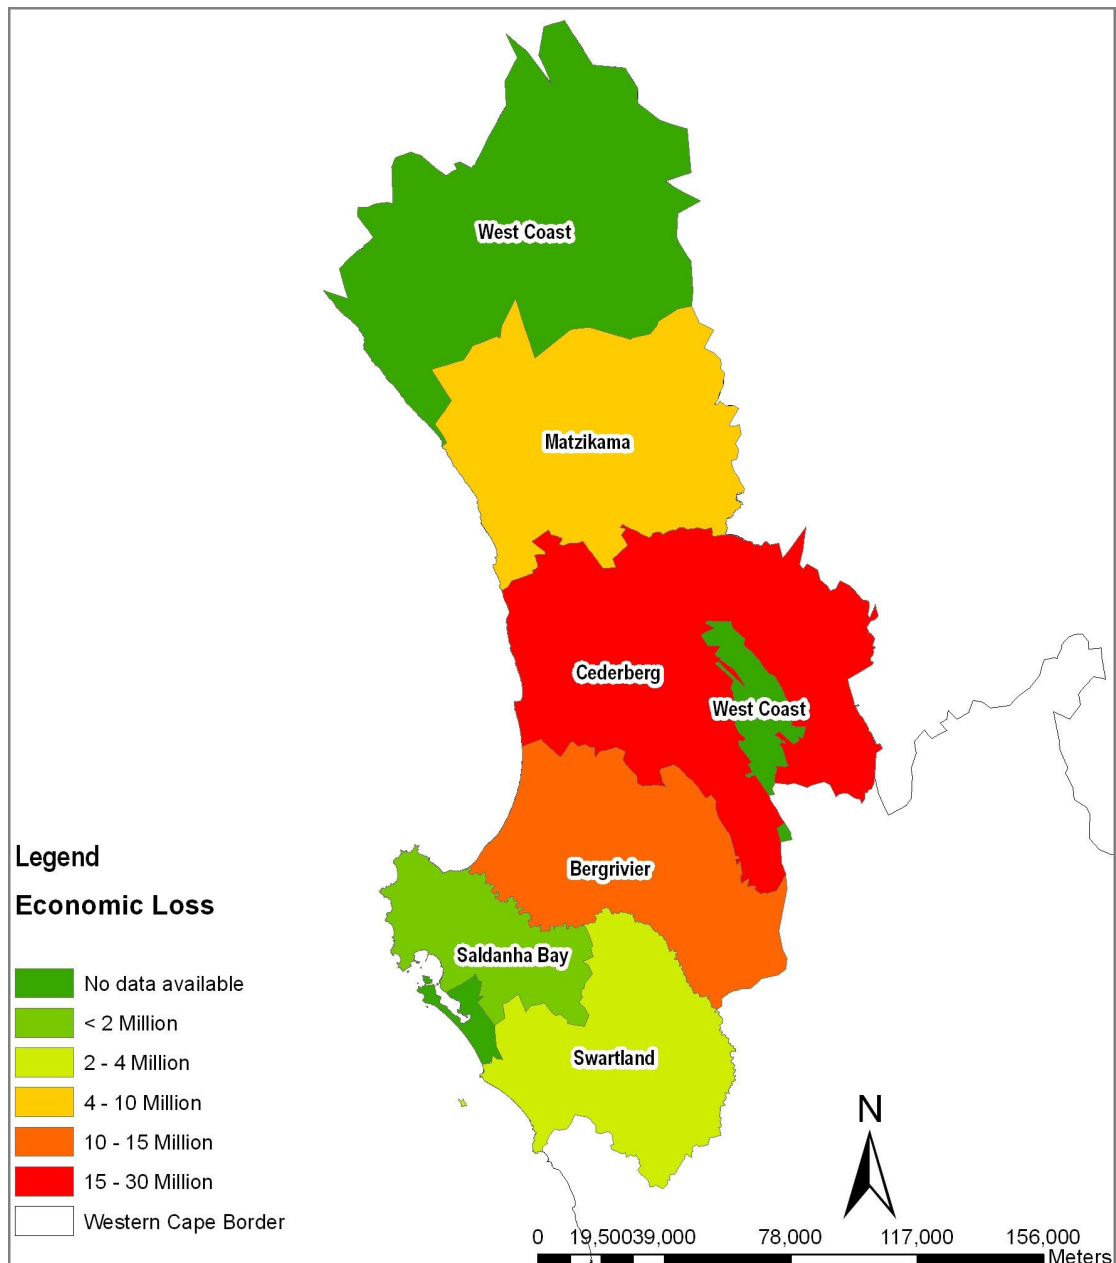 West Coast
Matzikama
Cederberg
West Coast
Bergrivier
Saldanha Bay
Swartland
Legend
Economic Loss
No data available
< 2 Million
2 - 4 Million
4 - 10 Million
10 - 15 Million
15 - 30 Million
Western Cape Border
N
0 19,50039,000 78,000 117,000 156,000
Meters